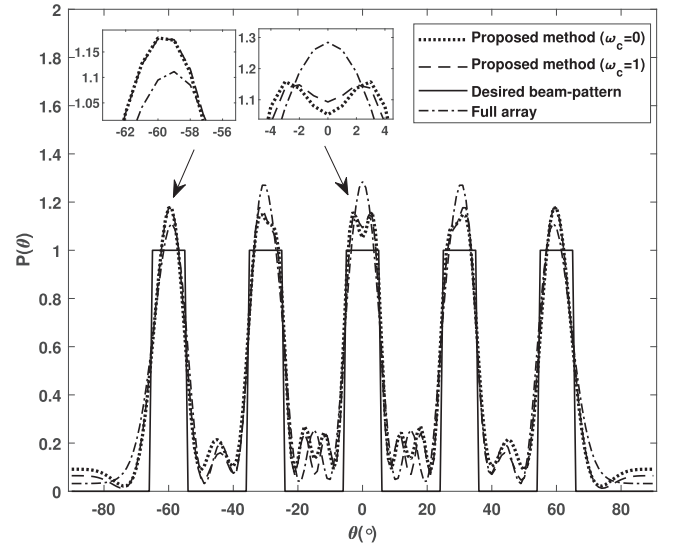 2
1.8
1.6
1.4
1.2
1
0.8
0.6
0.4
0.2
0
P(θ)
-80 -60 -40 -20 0 20 40 60 80
θ(°)
1.15
1.1
1.05
-62 -60 -58 -56
1.3
1.2
1.1
-4 -2 0 2 4
Proposed method (ω_c=0)
Proposed method (ω_c=1)
Desired beam-pattern
Full array